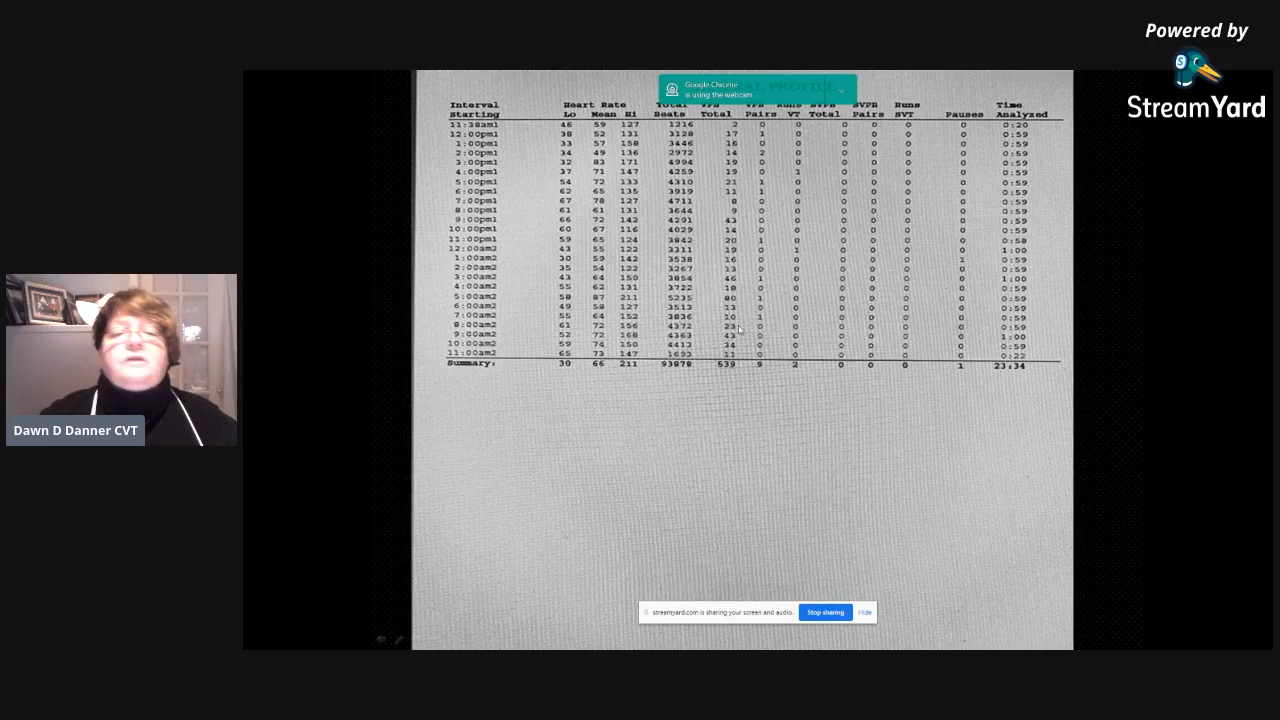 Powered by
StreamYard
Google Chrome
is using the webcam
Interval Heart Rate Total Runs SVPB Runs Time
Starting Lo Mean Hi Beats Total Pairs VT Total Pairs SVT Pauses Analyzed
11:38am1 46 59 127 1216 2 0 0 0 0 0 0 0:20
12:00pm1 38 52 131 3128 17 1 0 0 0 0 0 0:59
1:00pm1 33 57 158 3446 16 0 0 0 0 0 0 0:59
2:00pm1 34 49 136 2972 14 2 0 0 0 0 0 0:59
3:00pm1 32 83 171 4994 19 0 0 0 0 0 0 0:59
4:00pm1 37 71 147 4259 19 0 1 0 0 0 0 0:59
5:00pm1 54 72 133 4310 21 1 0 0 0 0 0 0:59
6:00pm1 62 65 135 3919 11 1 0 0 0 0 0 0:59
7:00pm1 67 78 127 4711 8 0 0 0 0 0 0 0:59
8:00pm1 61 61 131 3644 9 0 0 0 0 0 0 0:59
9:00pm1 66 72 142 4291 43 0 0 0 0 0 0 0:59
10:00pm1 60 67 116 4029 14 0 0 0 0 0 0 0:59
11:00pm1 59 65 124 3842 20 1 0 0 0 0 0 0:58
12:00am2 43 55 122 3311 19 0 1 0 0 0 0 1:00
1:00am2 30 59 142 3538 16 0 0 0 0 0 1 0:59
2:00am2 35 54 122 3267 13 0 0 0 0 0 0 0:59
3:00am2 43 64 150 3854 46 1 0 0 0 0 0 1:00
4:00am2 55 62 131 3722 18 0 0 0 0 0 0 0:59
5:00am2 58 87 211 5235 80 1 0 0 0 0 0 0:59
6:00am2 49 58 127 3513 13 0 0 0 0 0 0 0:59
7:00am2 55 64 152 3836 10 1 0 0 0 0 0 0:59
8:00am2 61 72 156 4372 23 0 0 0 0 0 0 0:59
9:00am2 52 72 168 4363 43 0 0 0 0 0 0 1:00
10:00am2 59 74 150 4413 34 0 0 0 0 0 0 0:59
11:00am2 65 73 147 1693 11 0 0 0 0 0 0 0:22
Summary: 30 66 211 93878 539 9 2 0 0 0 1 23:34
Dawn D Danner CVT
streamyard.com is sharing your screen and audio.
Stop sharing
Hide